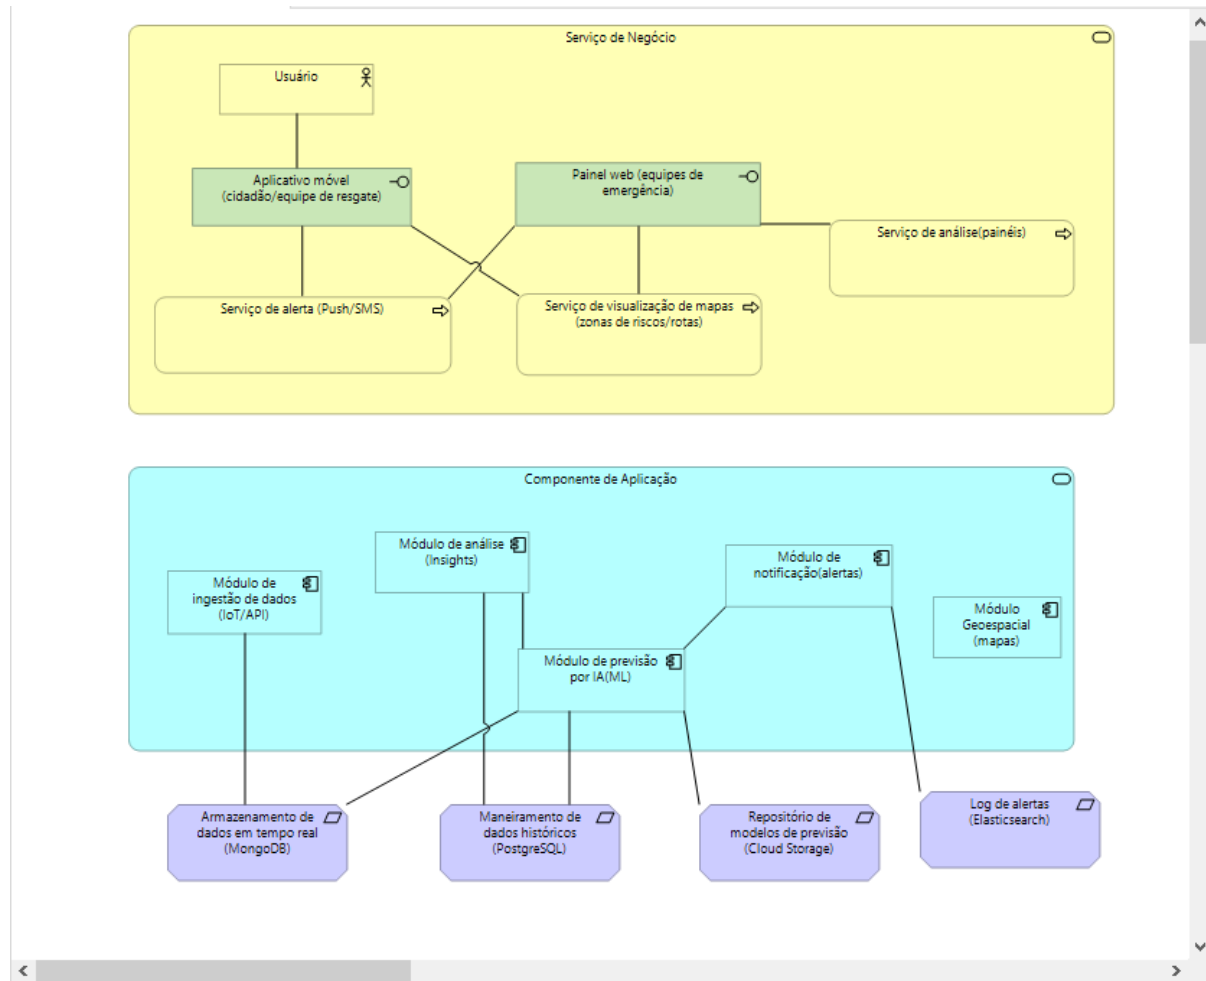 Serviço de Negócio
Usuário
Aplicativo móvel
(cidadão/equipe de resgate)
Painel web (equipes de
emergência)
Serviço de análise(painéis)
Serviço de alerta (Push/SMS)
Serviço de visualização de mapas
(zonas de riscos/rotas)
Componente de Aplicação
Módulo de análise
(Insights)
Módulo de
notificação(alertas)
Módulo de
ingestão de dados
(IoT/API)
Módulo
Geoespacial
(mapas)
Módulo de previsão
por IA(ML)
Armazenamento de
dados em tempo real
(MongoDB)
Maneiramento de
dados históricos
(PostgreSQL)
Repositório de
modelos de previsão
(Cloud Storage)
Log de alertas
(Elasticsearch)